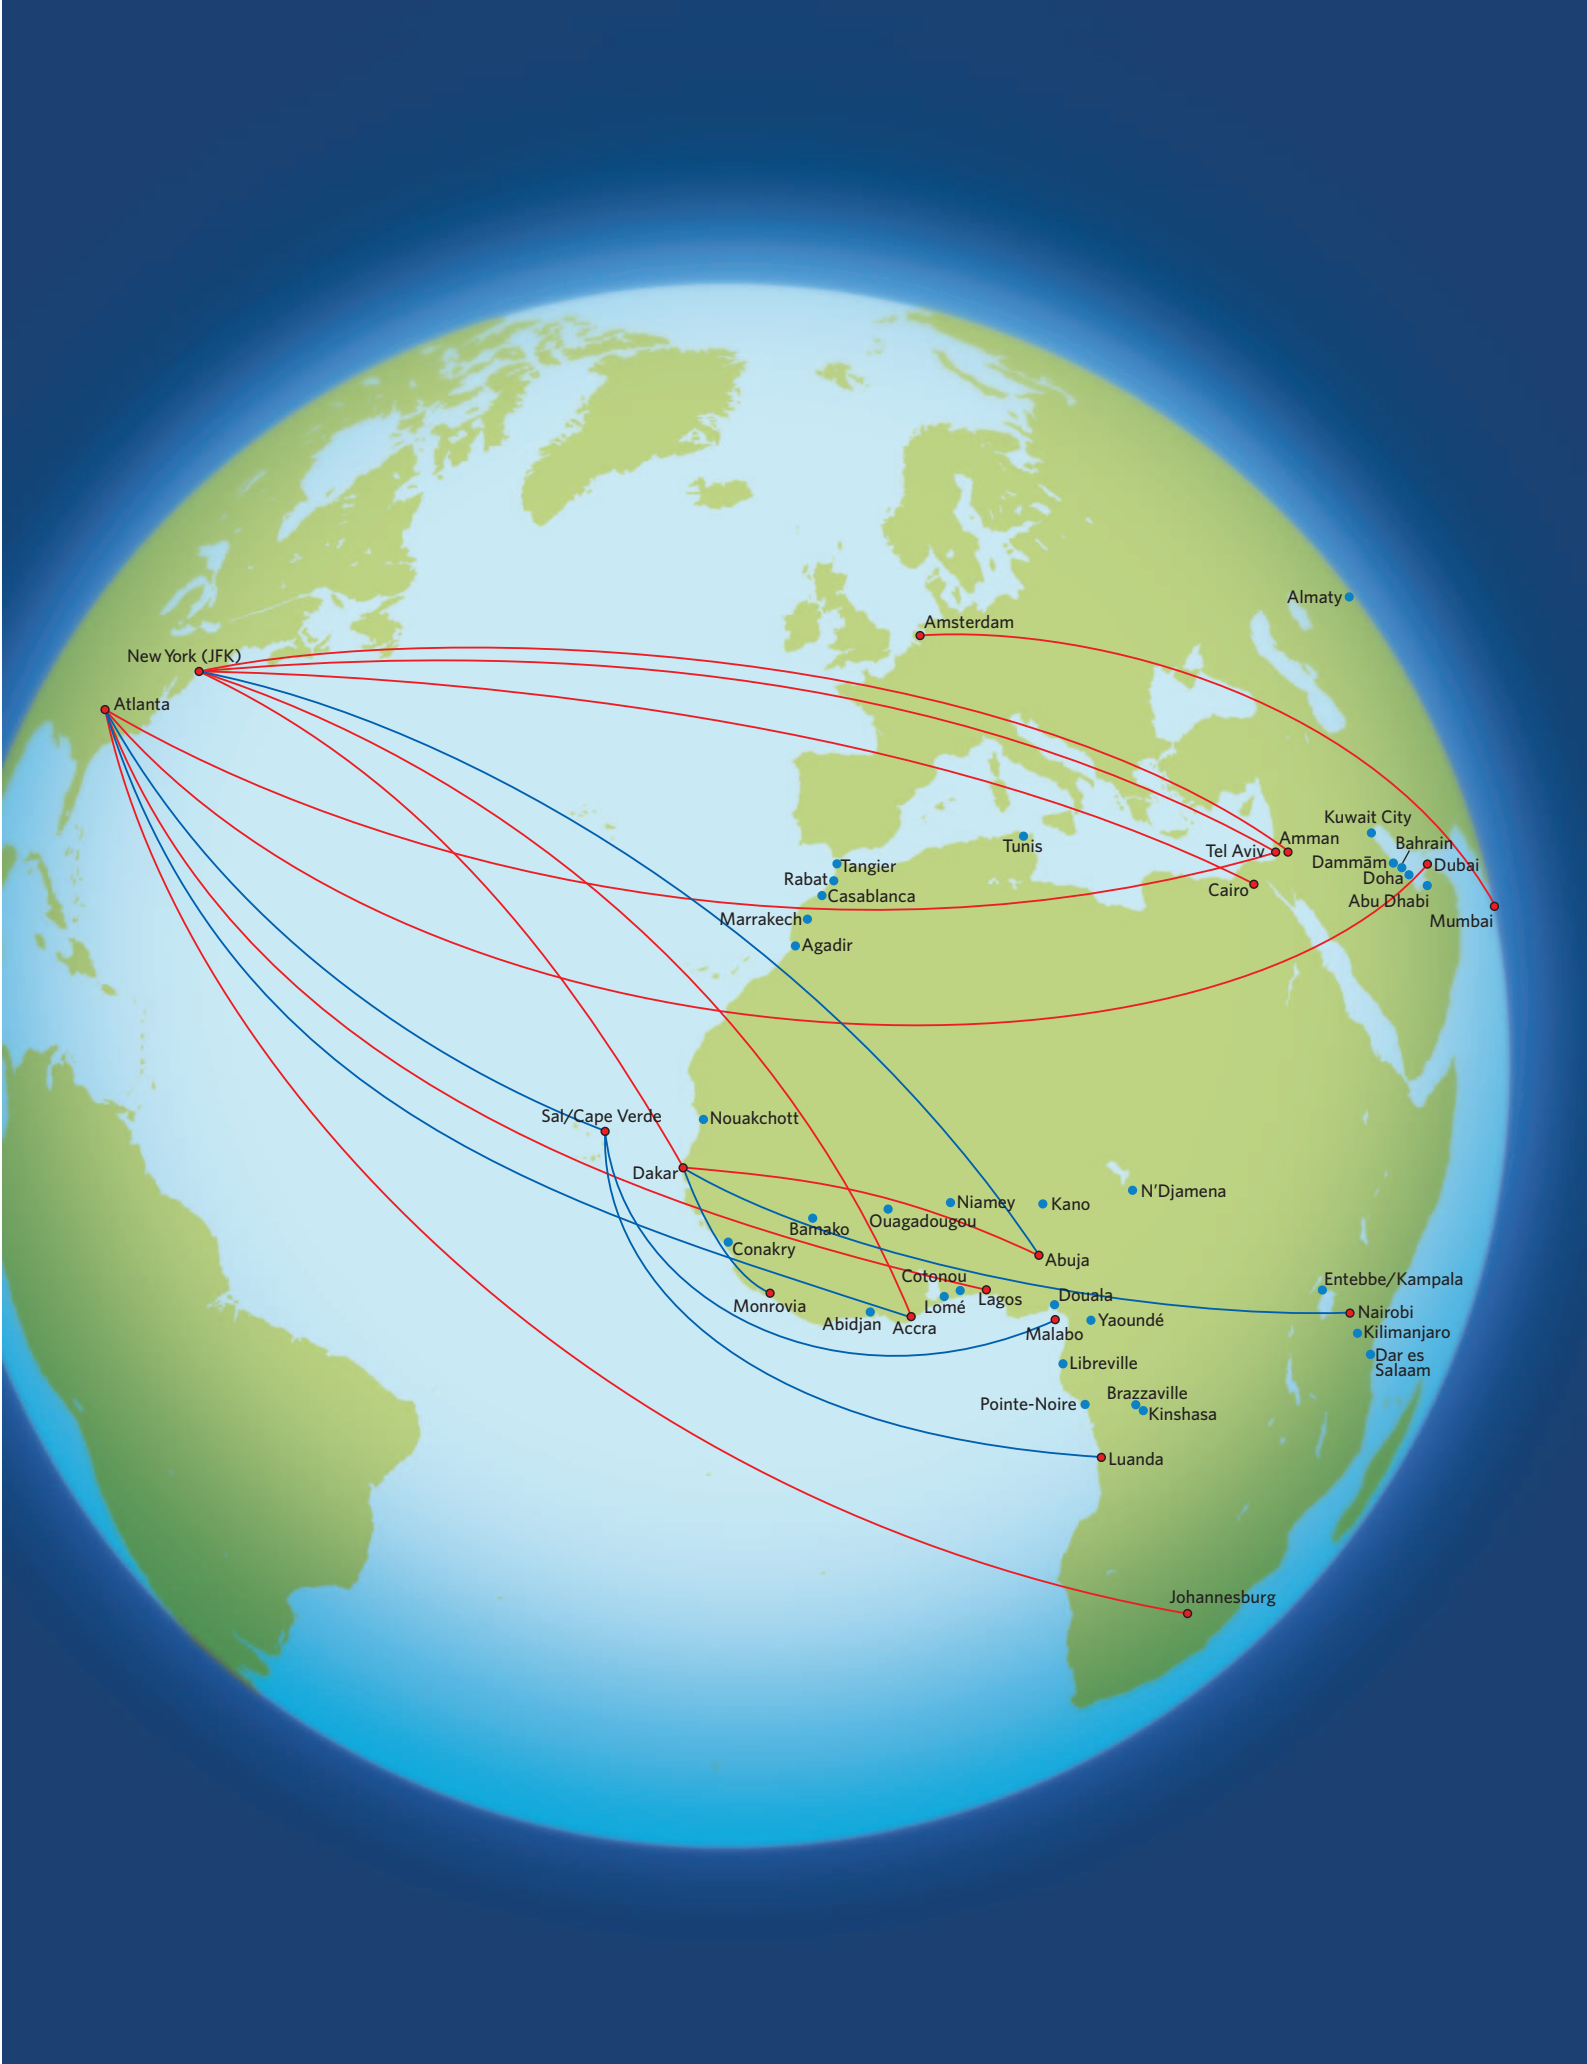 Almaty
Amsterdam
New York (JFK)
Atlanta
Kuwait City
Tunis
Amman
Bahrain
Tel Aviv
Dammām
Dubai
Tangier
Rabat
Doha
Cairo
Casablanca
Abu Dhabi
Marrakech
Mumbai
Agadir
Sal/Cape Verde
Nouakchott
Dakar
N'Djamena
Niamey
Kano
Ouagadougou
Bamako
Conakry
Abuja
Cotonou
Entebbe/Kampala
Douala
Lagos
Monrovia
Lomé
Nairobi
Abidjan
Accra
Yaoundé
Malabo
Kilimanjaro
Libreville
Dar es
Salaam
Brazzaville
Pointe-Noire
Kinshasa
Luanda
Johannesburg